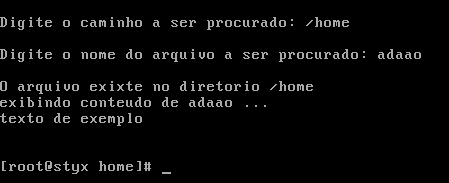 Digite o caminho a ser procurado: /home
Digite o nome do arquivo a ser procurado: adaao
O arquivo exixte no diretorio /home
exibindo conteudo de adaao ...
texto de exemplo
[root@styx home]# _